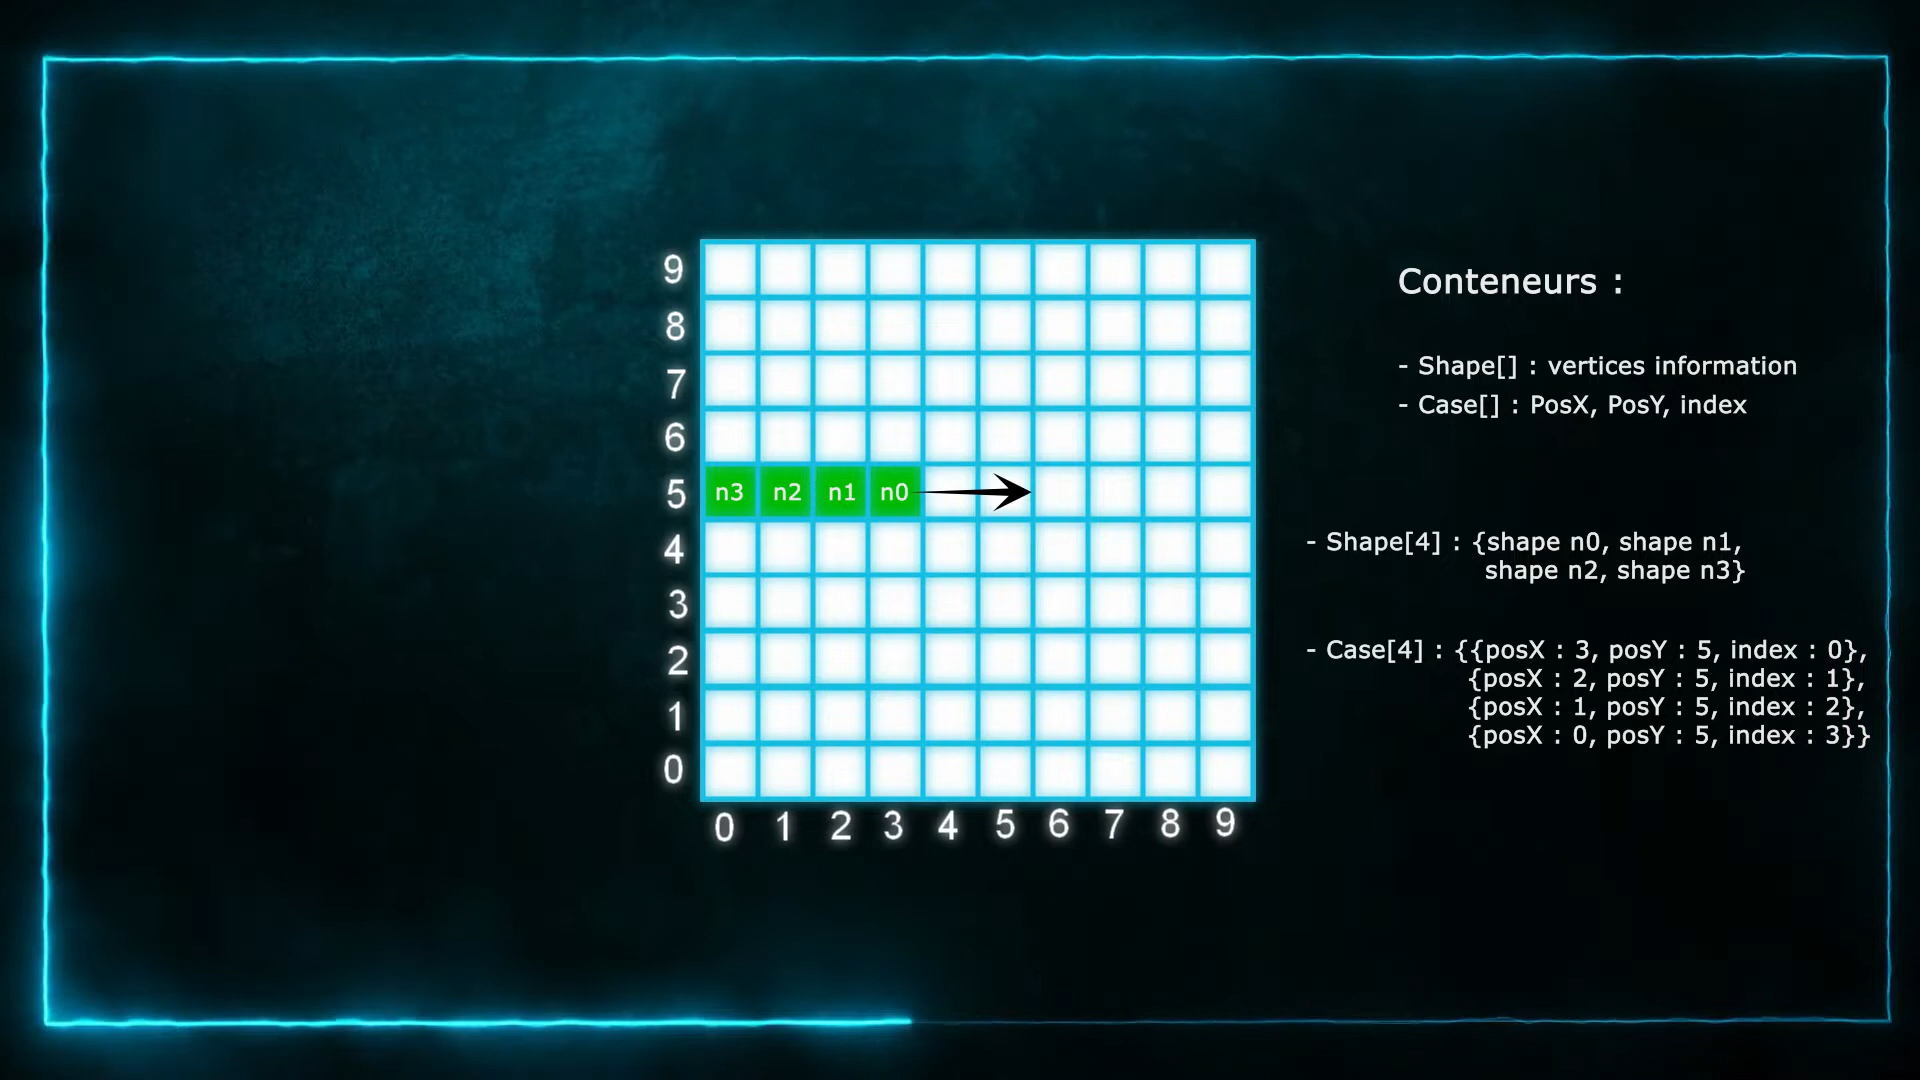 9
8
7
6
5 n3 n2 n1 n0
4
3
2
1
0
0 1 2 3 4 5 6 7 8 9
Conteneurs :
- Shape[] : vertices information
- Case[] : PosX, PosY, index
- Shape[4] : {shape n0, shape n1,
shape n2, shape n3}
- Case[4] : {{posX : 3, posY : 5, index : 0},
{posX : 2, posY : 5, index : 1},
{posX : 1, posY : 5, index : 2},
{posX : 0, posY : 5, index : 3}}